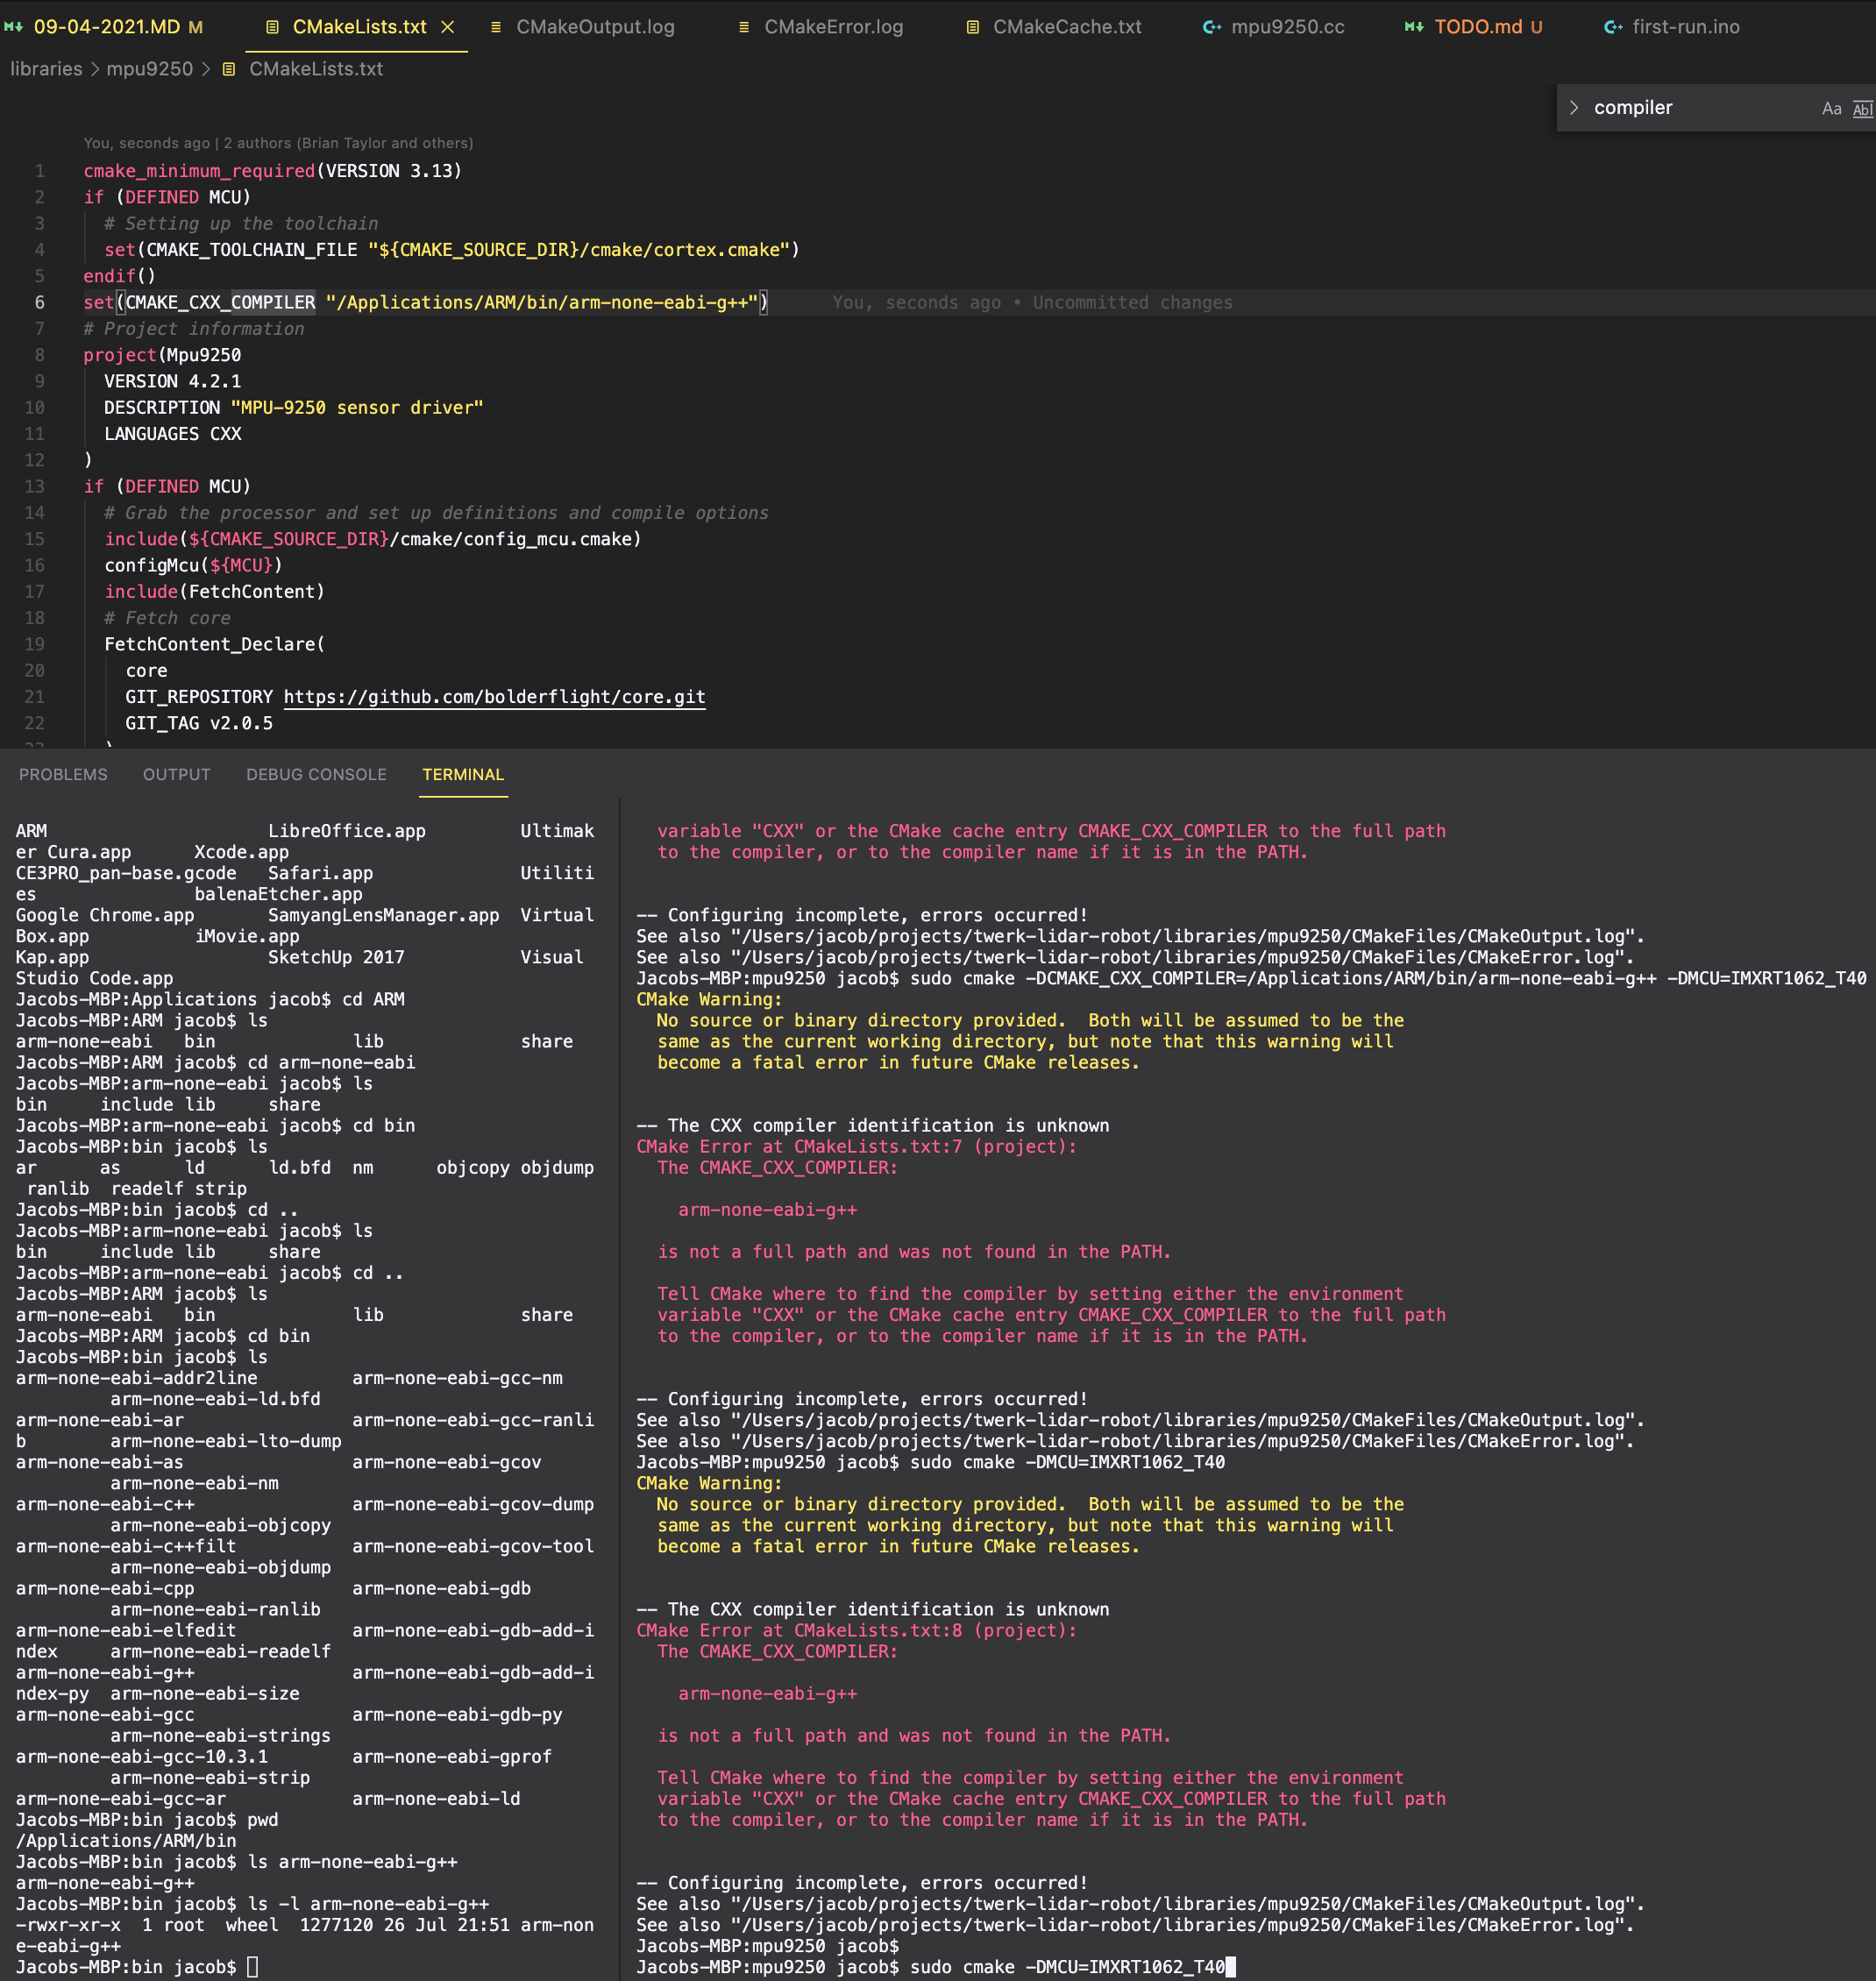 09-04-2021.MD M
CMakeLists.txt
CMakeOutput.log
CMakeError.log
CMakeCache.txt
mpu9250.cc
TODO.md U
first-run.ino
libraries > mpu9250 > CMakeLists.txt
compiler
Aa Abl
You, seconds ago | 2 authors (Brian Taylor and others)
1 cmake_minimum_required(VERSION 3.13)
2 if (DEFINED MCU)
3 # Setting up the toolchain
4 set(CMAKE_TOOLCHAIN_FILE "${CMAKE_SOURCE_DIR}/cmake/cortex.cmake")
5 endif()
6 set(CMAKE_CXX_COMPILER "/Applications/ARM/bin/arm-none-eabi-g++") You, seconds ago • Uncommitted changes
7 # Project information
8 project(Mpu9250
9 VERSION 4.2.1
10 DESCRIPTION "MPU-9250 sensor driver"
11 LANGUAGES CXX
12 )
13 if (DEFINED MCU)
14 # Grab the processor and set up definitions and compile options
15 include(${CMAKE_SOURCE_DIR}/cmake/config_mcu.cmake)
16 configMcu(${MCU})
17 include(FetchContent)
18 # Fetch core
19 FetchContent_Declare(
20 core
21 GIT_REPOSITORY https://github.com/bolderflight/core.git
22 GIT_TAG v2.0.5
23 )
PROBLEMS
OUTPUT
DEBUG CONSOLE
TERMINAL
ARM LibreOffice.app Ultimak
er Cura.app Xcode.app
CE3PRO_pan-base.gcode Safari.app Utiliti
es balenaEtcher.app
Google Chrome.app SamyangLensManager.app Virtual
Box.app iMovie.app
Kap.app SketchUp 2017 Visual
Studio Code.app
Jacobs-MBP:Applications jacob$ cd ARM
Jacobs-MBP:ARM jacob$ ls
arm-none-eabi bin lib share
Jacobs-MBP:ARM jacob$ cd arm-none-eabi
Jacobs-MBP:arm-none-eabi jacob$ ls
bin include lib share
Jacobs-MBP:arm-none-eabi jacob$ cd bin
Jacobs-MBP:bin jacob$ ls
ar as ld ld.bfd nm objcopy objdump
ranlib readelf strip
Jacobs-MBP:bin jacob$ cd ..
Jacobs-MBP:arm-none-eabi jacob$ ls
bin include lib share
Jacobs-MBP:arm-none-eabi jacob$ cd ..
Jacobs-MBP:ARM jacob$ ls
arm-none-eabi bin lib share
Jacobs-MBP:ARM jacob$ cd bin
Jacobs-MBP:bin jacob$ ls
arm-none-eabi-addr2line arm-none-eabi-gcc-nm
arm-none-eabi-ld.bfd
arm-none-eabi-ar arm-none-eabi-gcc-ranli
b arm-none-eabi-lto-dump
arm-none-eabi-as arm-none-eabi-gcov
arm-none-eabi-nm
arm-none-eabi-c++ arm-none-eabi-gcov-dump
arm-none-eabi-objcopy
arm-none-eabi-c++filt arm-none-eabi-gcov-tool
arm-none-eabi-objdump
arm-none-eabi-cpp arm-none-eabi-gdb
arm-none-eabi-ranlib
arm-none-eabi-elfedit arm-none-eabi-gdb-add-i
ndex arm-none-eabi-readelf
arm-none-eabi-g++ arm-none-eabi-gdb-add-i
ndex-py arm-none-eabi-size
arm-none-eabi-gcc arm-none-eabi-gdb-py
arm-none-eabi-strings
arm-none-eabi-gcc-10.3.1 arm-none-eabi-gprof
arm-none-eabi-strip
arm-none-eabi-gcc-ar arm-none-eabi-ld
Jacobs-MBP:bin jacob$ pwd
/Applications/ARM/bin
Jacobs-MBP:bin jacob$ ls arm-none-eabi-g++
arm-none-eabi-g++
Jacobs-MBP:bin jacob$ ls -l arm-none-eabi-g++
-rwxr-xr-x 1 root wheel 1277120 26 Jul 21:51 arm-non
e-eabi-g++
Jacobs-MBP:bin jacob$
variable "CXX" or the CMake cache entry CMAKE_CXX_COMPILER to the full path
to the compiler, or to the compiler name if it is in the PATH.
-- Configuring incomplete, errors occurred!
See also "/Users/jacob/projects/twerk-lidar-robot/libraries/mpu9250/CMakeFiles/CMakeOutput.log".
See also "/Users/jacob/projects/twerk-lidar-robot/libraries/mpu9250/CMakeFiles/CMakeError.log".
Jacobs-MBP:mpu9250 jacob$ sudo cmake -DCMAKE_CXX_COMPILER=/Applications/ARM/bin/arm-none-eabi-g++ -DMCU=IMXRT1062_T40
CMake Warning:
No source or binary directory provided. Both will be assumed to be the
same as the current working directory, but note that this warning will
become a fatal error in future CMake releases.
-- The CXX compiler identification is unknown
CMake Error at CMakeLists.txt:7 (project):
The CMAKE_CXX_COMPILER:
arm-none-eabi-g++
is not a full path and was not found in the PATH.
Tell CMake where to find the compiler by setting either the environment
variable "CXX" or the CMake cache entry CMAKE_CXX_COMPILER to the full path
to the compiler, or to the compiler name if it is in the PATH.
-- Configuring incomplete, errors occurred!
See also "/Users/jacob/projects/twerk-lidar-robot/libraries/mpu9250/CMakeFiles/CMakeOutput.log".
See also "/Users/jacob/projects/twerk-lidar-robot/libraries/mpu9250/CMakeFiles/CMakeError.log".
Jacobs-MBP:mpu9250 jacob$ sudo cmake -DMCU=IMXRT1062_T40
CMake Warning:
No source or binary directory provided. Both will be assumed to be the
same as the current working directory, but note that this warning will
become a fatal error in future CMake releases.
-- The CXX compiler identification is unknown
CMake Error at CMakeLists.txt:8 (project):
The CMAKE_CXX_COMPILER:
arm-none-eabi-g++
is not a full path and was not found in the PATH.
Tell CMake where to find the compiler by setting either the environment
variable "CXX" or the CMake cache entry CMAKE_CXX_COMPILER to the full path
to the compiler, or to the compiler name if it is in the PATH.
-- Configuring incomplete, errors occurred!
See also "/Users/jacob/projects/twerk-lidar-robot/libraries/mpu9250/CMakeFiles/CMakeOutput.log".
See also "/Users/jacob/projects/twerk-lidar-robot/libraries/mpu9250/CMakeFiles/CMakeError.log".
Jacobs-MBP:mpu9250 jacob$
Jacobs-MBP:mpu9250 jacob$ sudo cmake -DMCU=IMXRT1062_T40